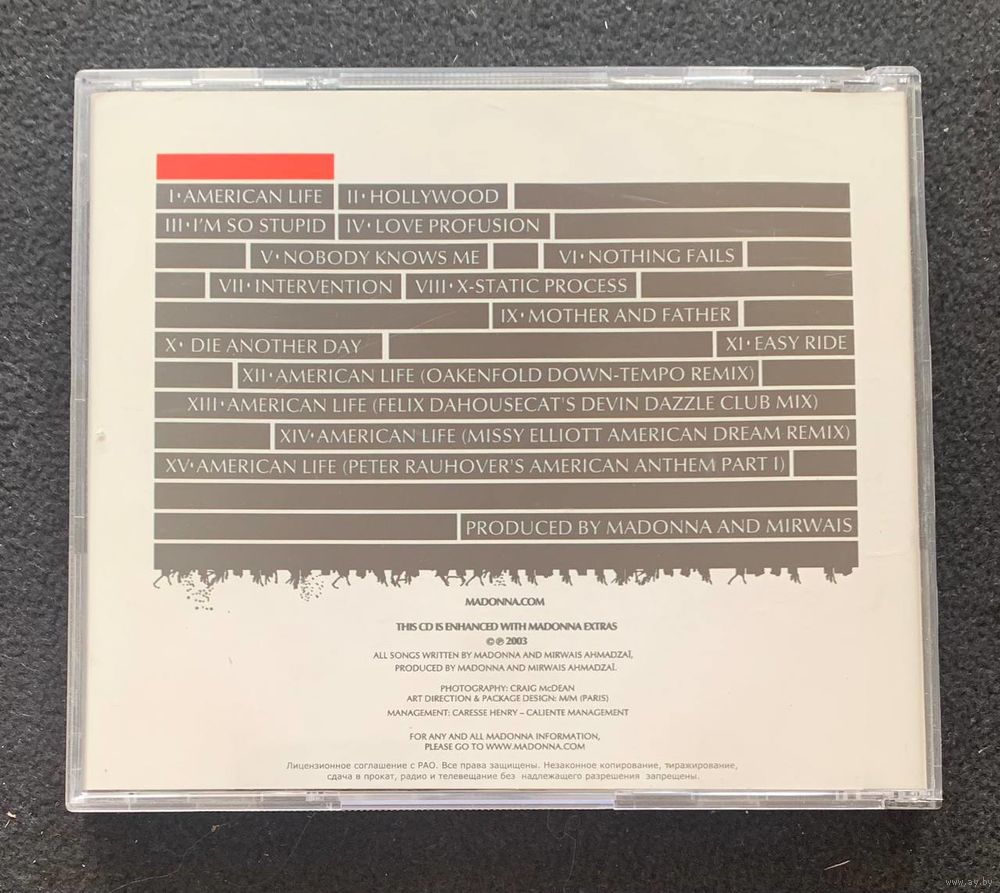 I•AMERICAN LIFE II•HOLLYWOOD
III•I'M SO STUPID IV•LOVE PROFUSION
V•NOBODY KNOWS ME VI•NOTHING FAILS
VII•INTERVENTION VIII•X-STATIC PROCESS
IX•MOTHER AND FATHER
X• DIE ANOTHER DAY XI•EASY RIDE
XII•AMERICAN LIFE (OAKENFOLD DOWN-TEMPO REMIX)
XIII•AMERICAN LIFE (FELIX DAHOUSECAT'S DEVIN DAZZLE CLUB MIX)
XIV•AMERICAN LIFE (MISSY ELLIOTT AMERICAN DREAM REMIX)
XV•AMERICAN LIFE (PETER RAUHOVER'S AMERICAN ANTHEM PART I)
PRODUCED BY MADONNA AND MIRWAIS
MADONNA.COM
THIS CD IS ENHANCED WITH MADONNA EXTRAS
©℗ 2003
ALL SONGS WRITTEN BY MADONNA AND MIRWAIS AHMADZAÏ,
PRODUCED BY MADONNA AND MIRWAIS AHMADZAÏ.
PHOTOGRAPHY: CRAIG McDEAN
ART DIRECTION & PACKAGE DESIGN: M/M (PARIS)
MANAGEMENT: CARESSE HENRY – CALIENTE MANAGEMENT
FOR ANY AND ALL MADONNA INFORMATION,
PLEASE GO TO WWW.MADONNA.COM
Лицензионное соглашение с РАО. Все права защищены. Незаконное копирование, тиражирование,
сдача в прокат, радио и телевещание без надлежащего разрешения запрещены.
www.ay.by